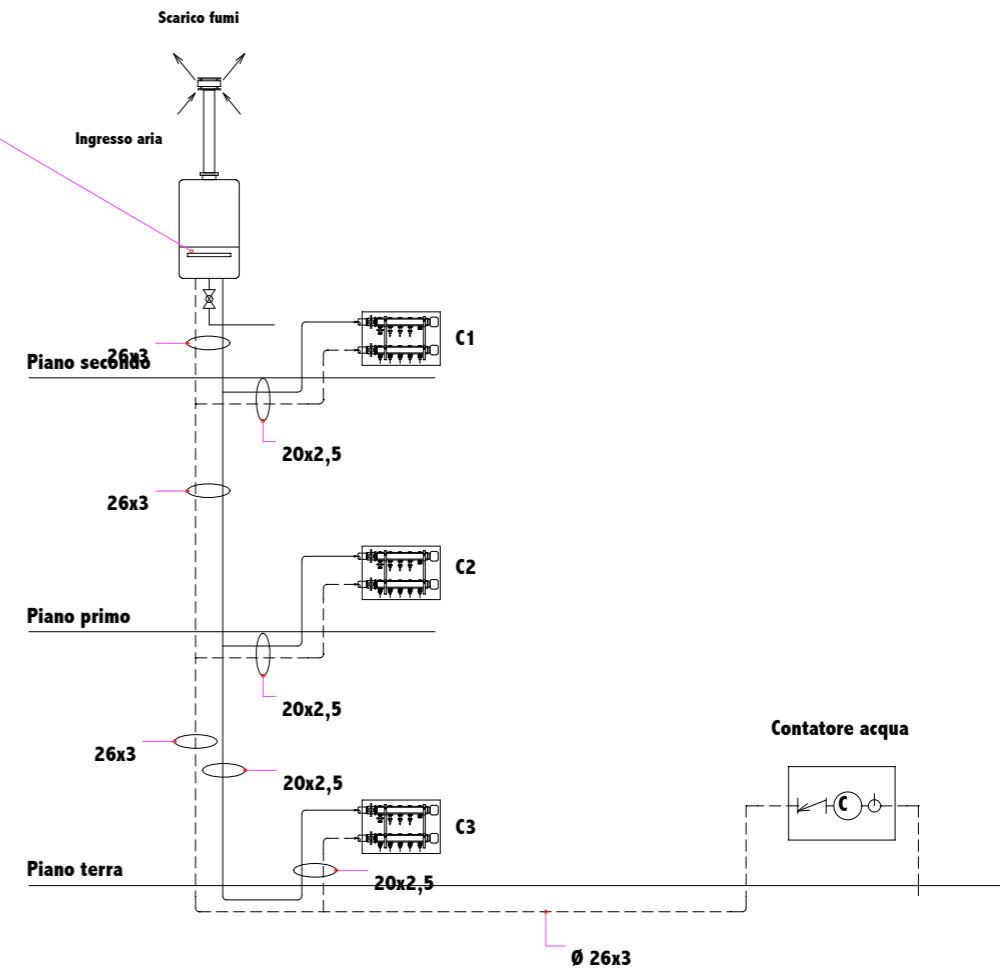 Scarico fumi
Ingresso aria
C1
26x3
Piano secondo
20x2,5
26x3
C2
Piano primo
20x2,5
Contatore acqua
26x3
20x2,5
C
C3
Piano terra
20x2,5
Ø 26x3